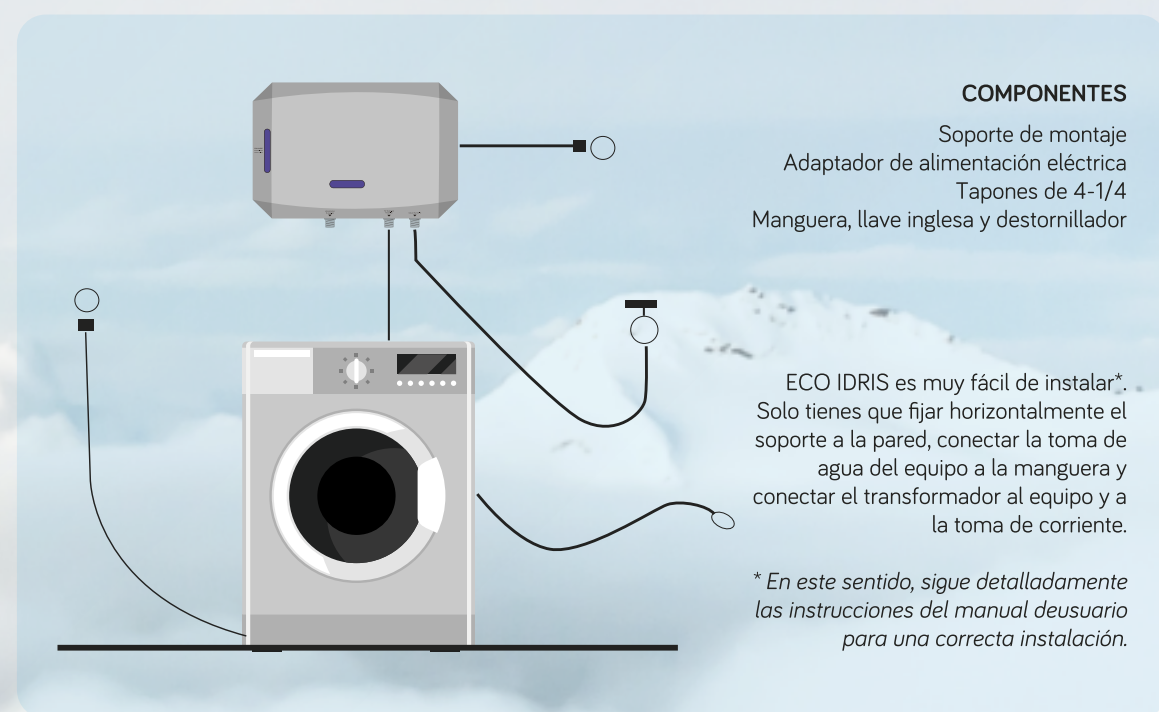 COMPONENTES
Soporte de montaje
Adaptador de alimentación eléctrica
Tapones de 4-1/4
Manguera, llave inglesa y destornillador
ECO IDRIS es muy fácil de instalar*.
Solo tienes que fijar horizontalmente el
soporte a la pared, conectar la toma de
agua del equipo a la manguera y
conectar el transformador al equipo y a
la toma de corriente.
* En este sentido, sigue detalladamente
las instrucciones del manual deusuario
para una correcta instalación.